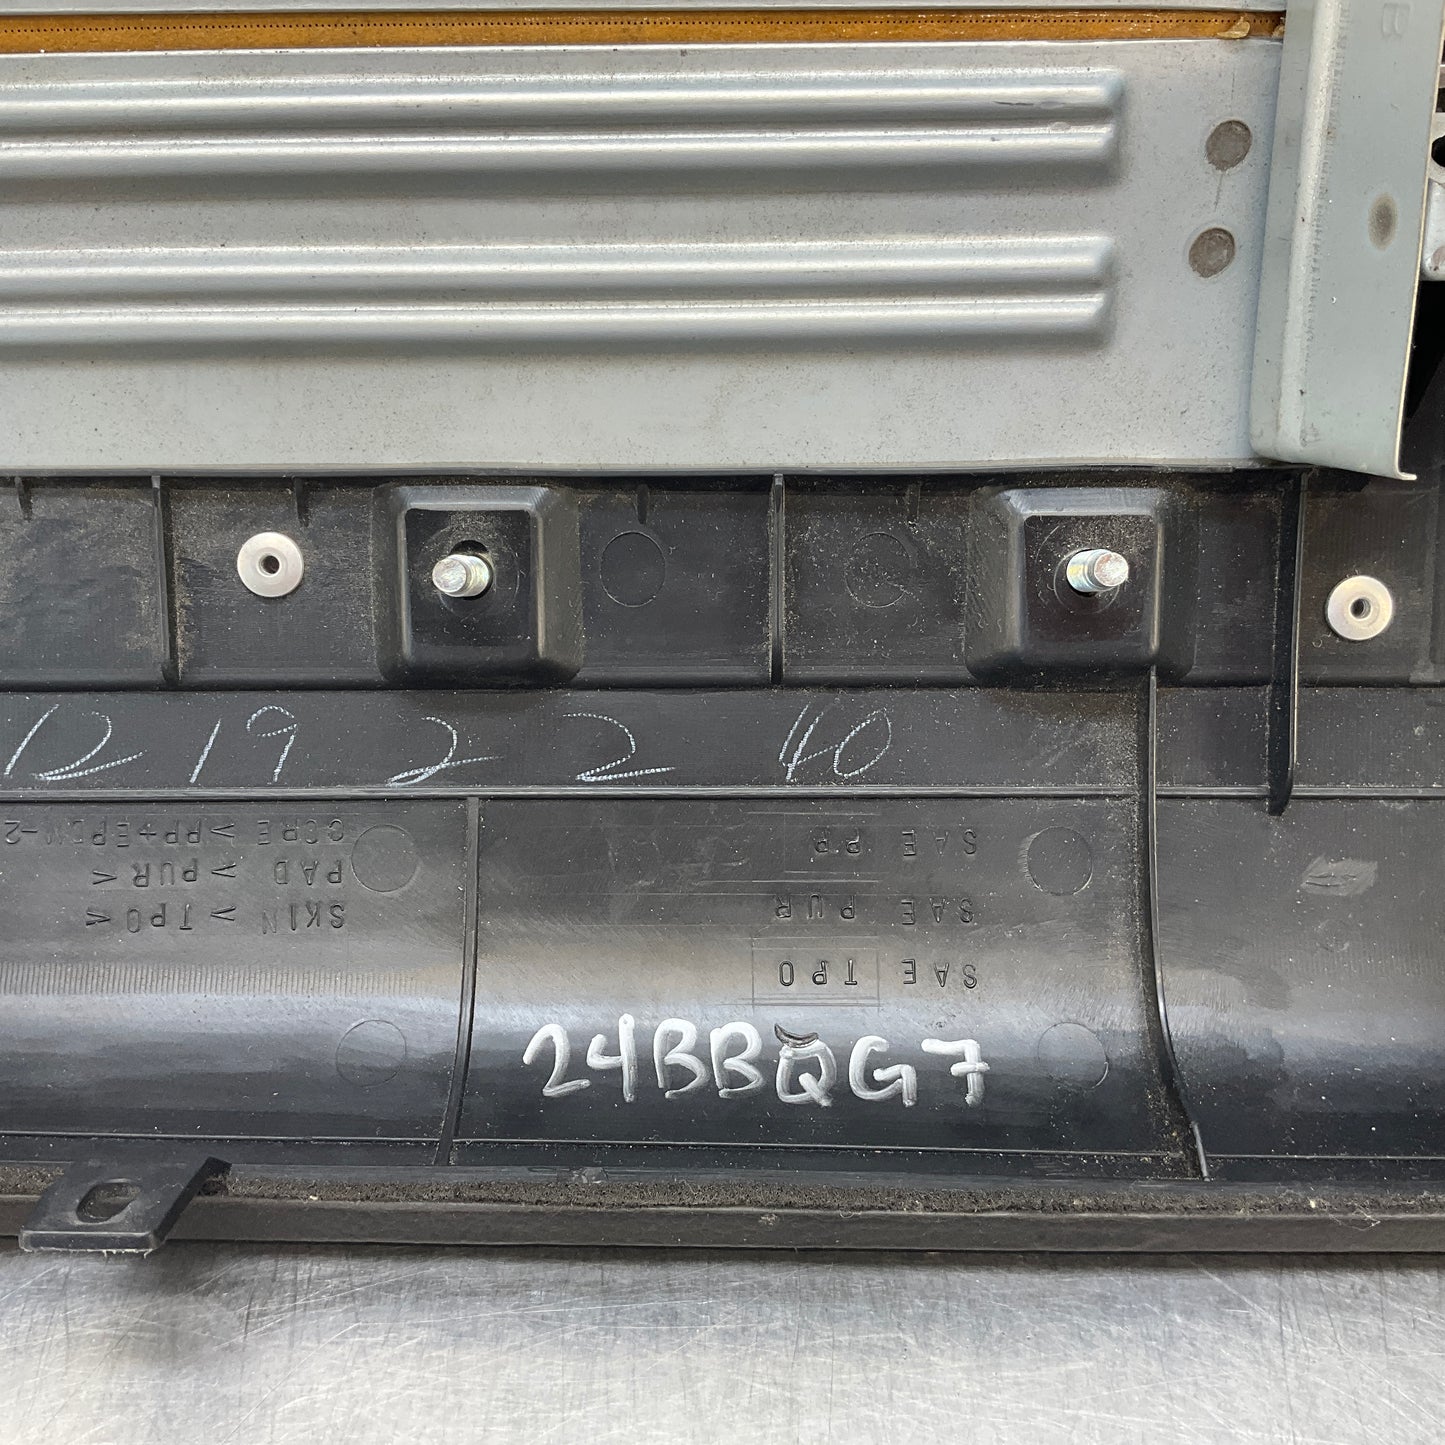 B
12 19 2 2 40
CORE >PP+EPDM-2
PAD >PUR<
SKIN >TPO<
SAE PP
SAE PUR
SAE TPO
24BBQG7